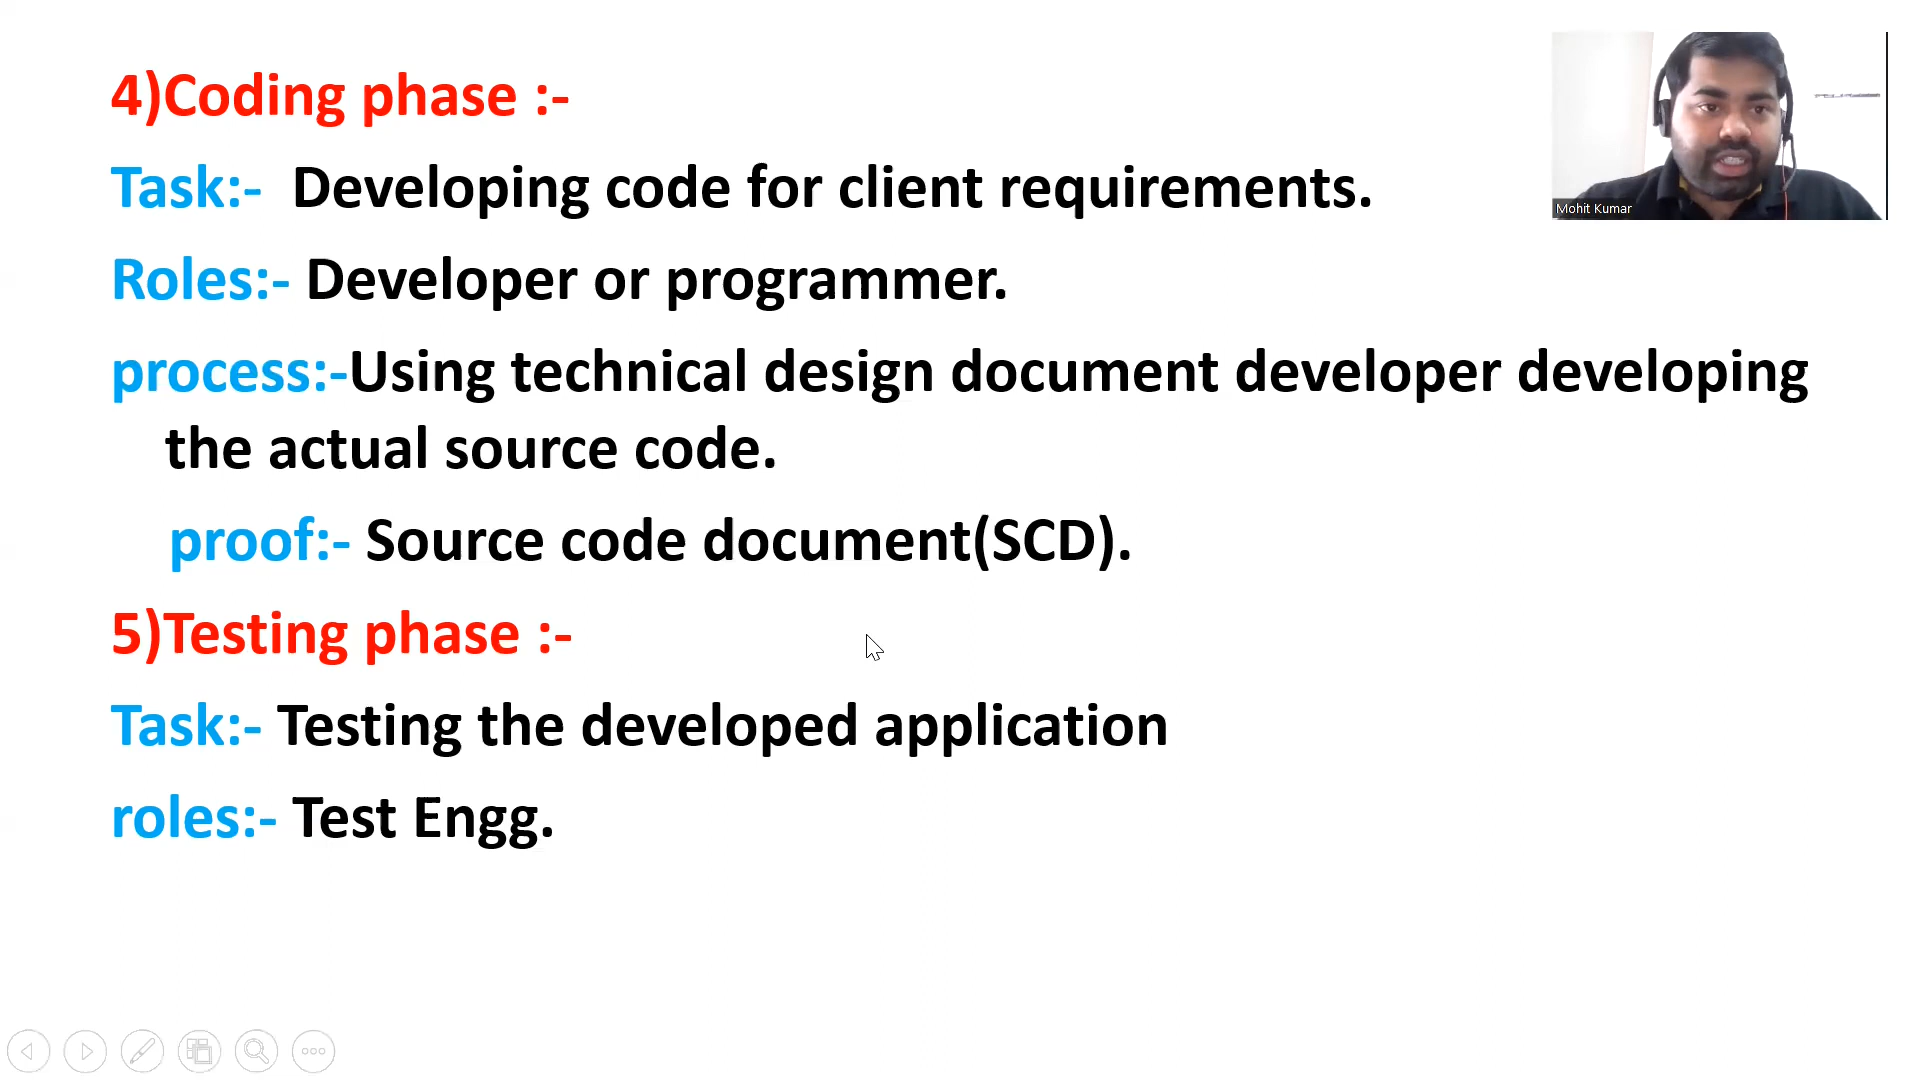 4)Coding phase :-
Task:-  Developing code for client requirements.
Roles:- Developer or programmer.
process:-Using technical design document developer developing
the actual source code.
proof:- Source code document(SCD).
5)Testing phase :-
Task:- Testing the developed application
roles:- Test Engg.
Mohit Kumar